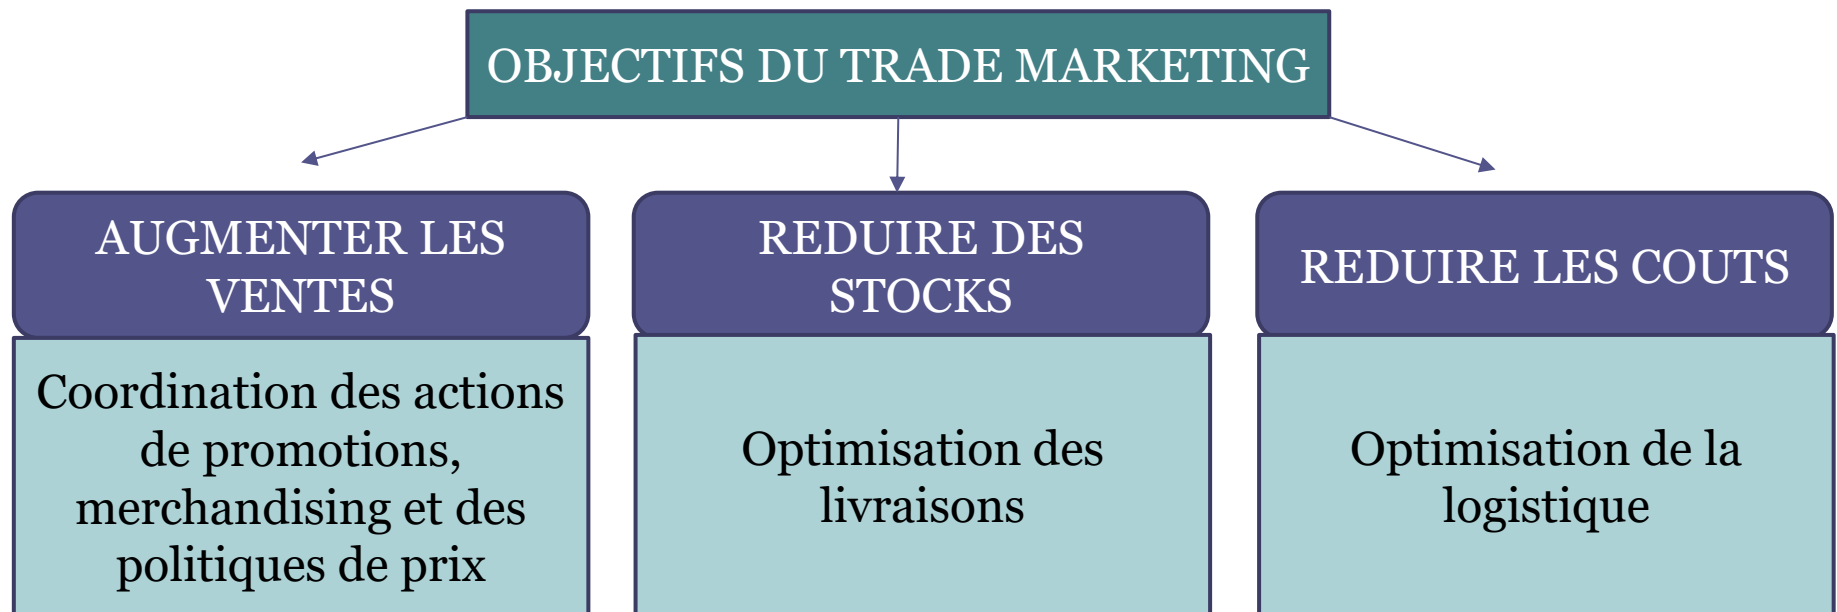 OBJECTIFS DU TRADE MARKETING
AUGMENTER LES
VENTES
Coordination des actions
de promotions,
merchandising et des
politiques de prix
REDUIRE DES
STOCKS
Optimisation des
livraisons
REDUIRE LES COUTS
Optimisation de la
logistique